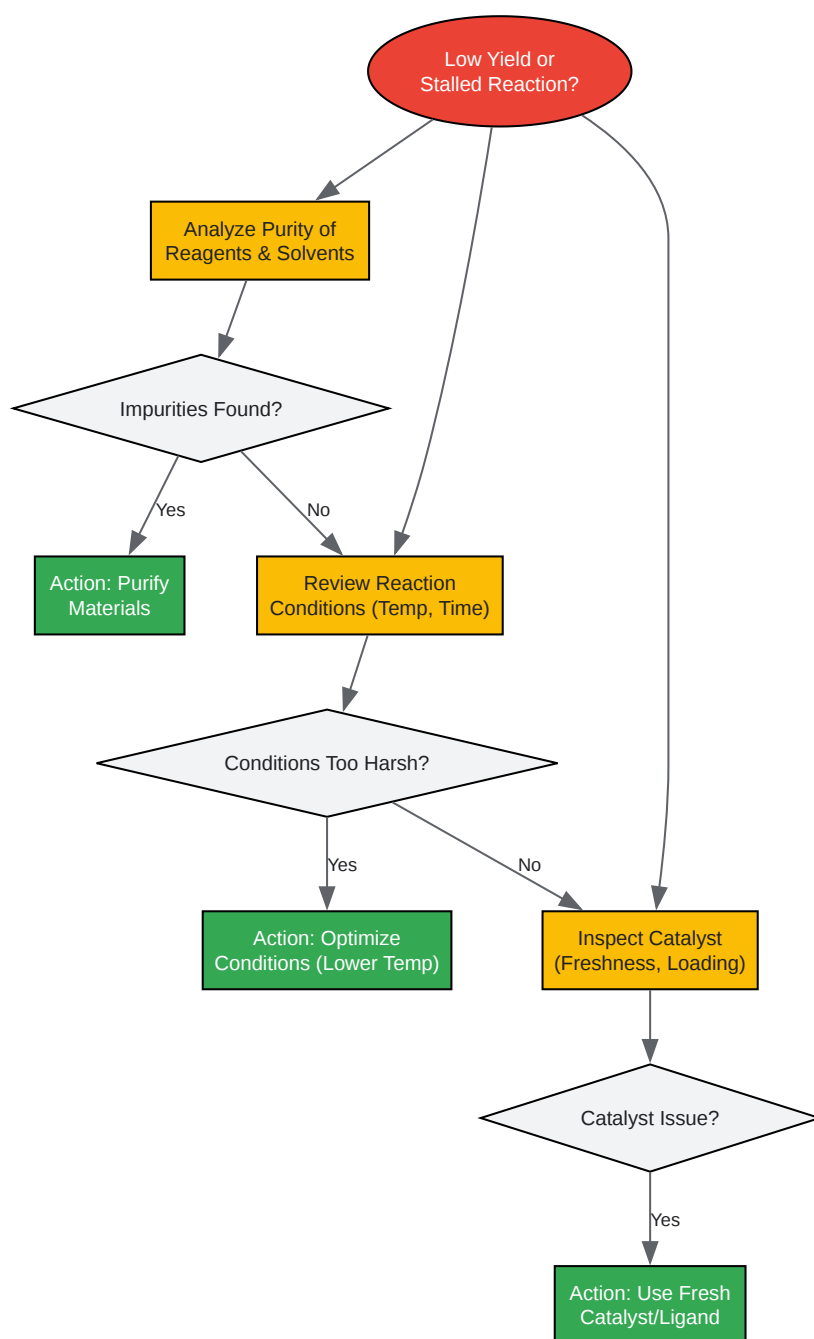 Low Yield or
Stalled Reaction?
Analyze Purity of
Reagents & Solvents
Impurities Found?
Yes
No
Action: Purify
Materials
Review Reaction
Conditions (Temp, Time)
Conditions Too Harsh?
Yes
No
Action: Optimize
Conditions (Lower Temp)
Inspect Catalyst
(Freshness, Loading)
Catalyst Issue?
Yes
Action: Use Fresh
Catalyst/Ligand